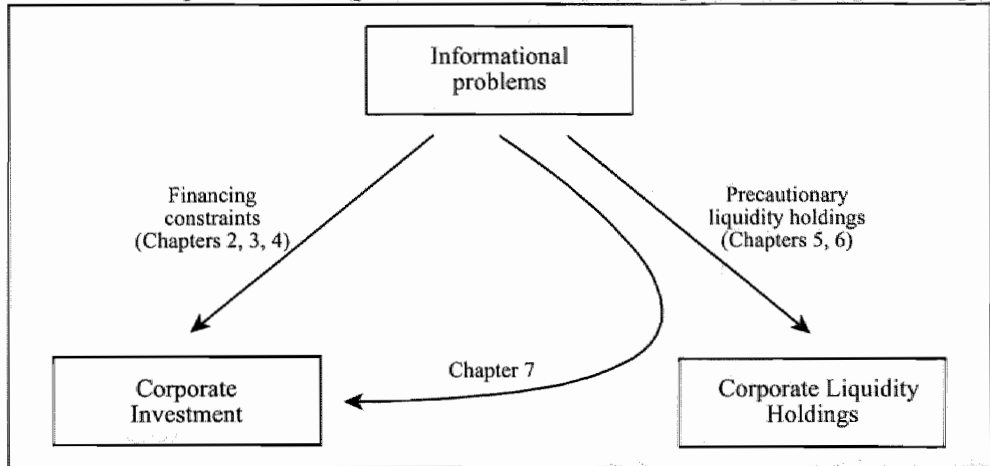 Informational
problems
Financing
constraints
(Chapters 2, 3, 4)
Precautionary
liquidity holdings
(Chapters 5, 6)
Chapter 7
Corporate
Investment
Corporate Liquidity
Holdings